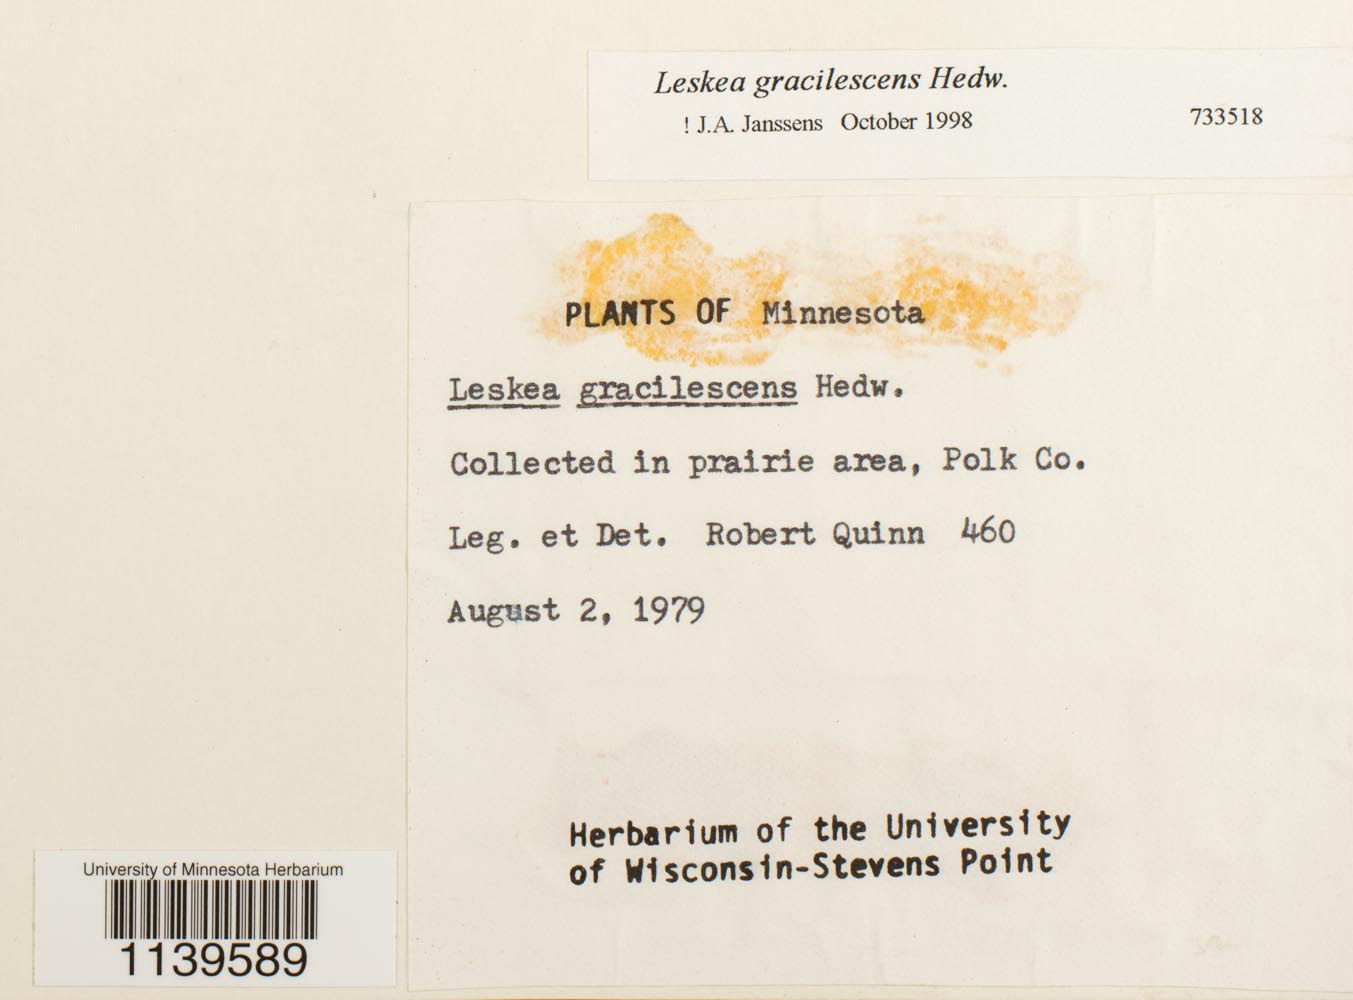 Leskea gracilescens Hedw.
! J.A. Janssens October 1998 733518
PLANTS OF Minnesota
Leskea gracilescens Hedw.
Collected in prairie area, Polk Co.
Leg. et Det. Robert Quinn 460
August 2, 1979
Herbarium of the University
of Wisconsin-Stevens Point
University of Minnesota Herbarium
1139589